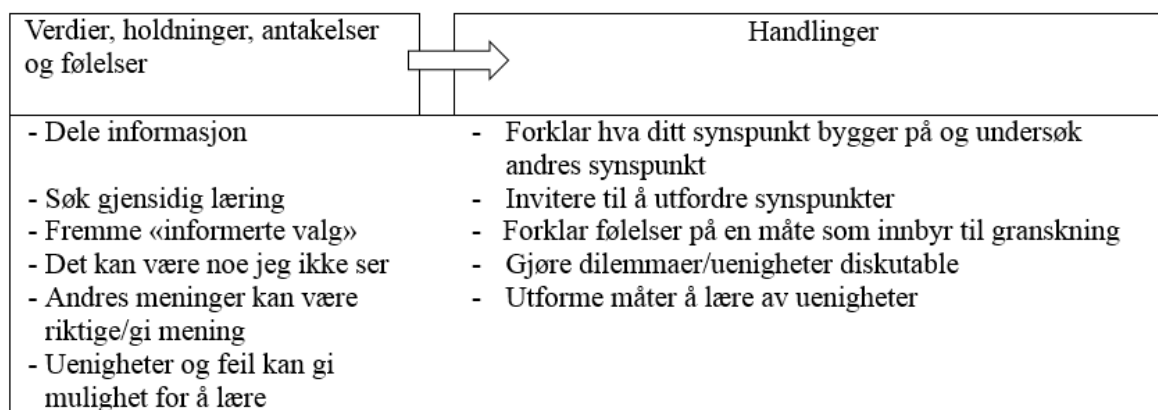 Verdier, holdninger, antakelser
og følelser
Handlinger
- Dele informasjon
- Søk gjensidig læring
- Fremme «informerte valg»
- Det kan være noe jeg ikke ser
- Andres meninger kan være
riktige/gi mening
- Uenigheter og feil kan gi
mulighet for å lære
- Forklar hva ditt synspunkt bygger på og undersøk
andres synspunkt
- Invitere til å utfordre synspunkter
- Forklar følelser på en måte som innbyr til granskning
- Gjøre dilemmaer/uenigheter diskutable
- Utforme måter å lære av uenigheter